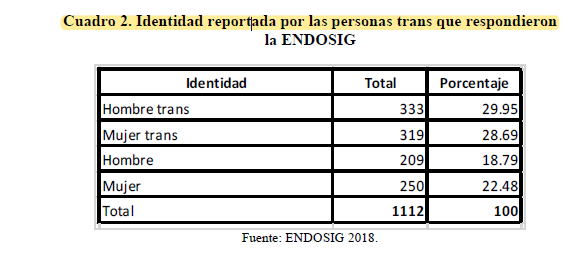 Cuadro 2. Identidad reportada por las personas trans que respondieron
la ENDOSIG
Identidad Total Porcentaje
Hombre trans 333 29.95
Mujer trans 319 28.69
Hombre 209 18.79
Mujer 250 22.48
Total 1112 100
Fuente: ENDOSIG 2018.